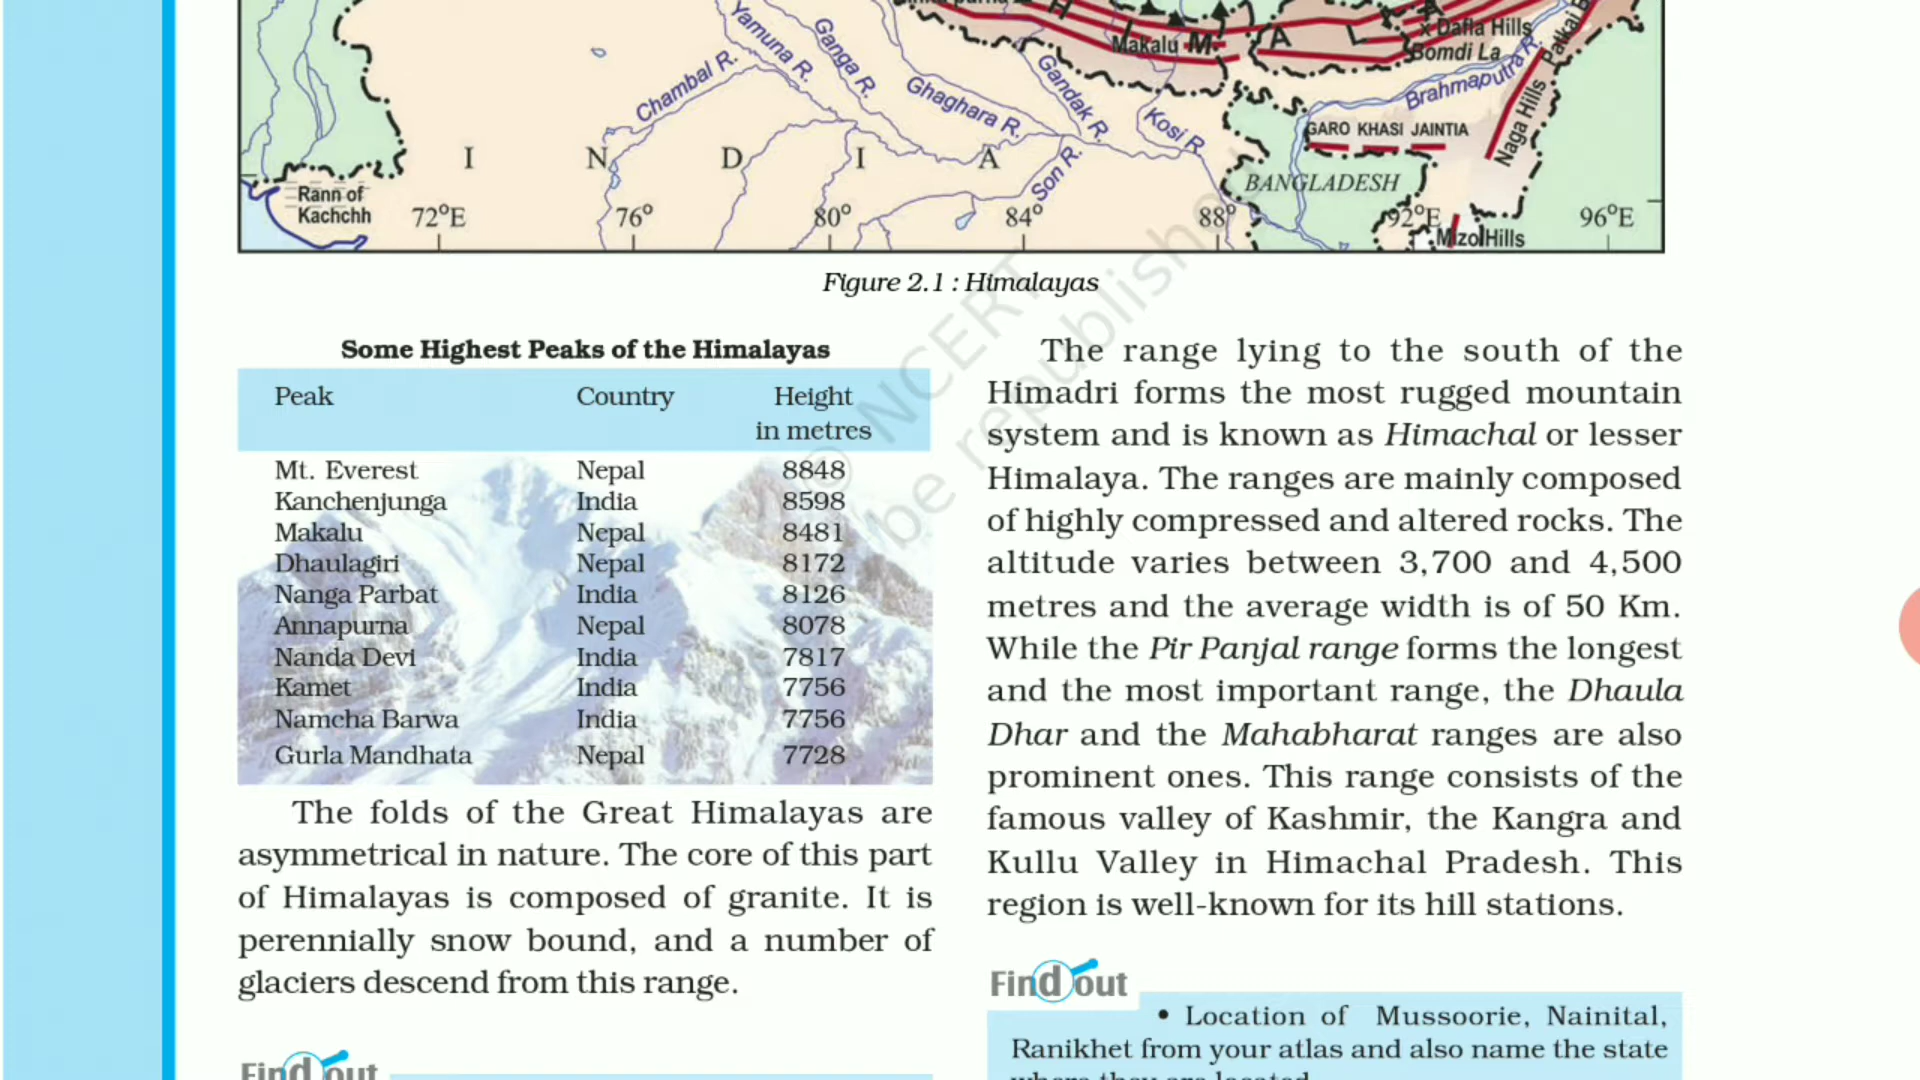 H
I
Makalu
M
A
L
A
x Dafla Hills
Bomdi La
Yamuna R.
Ganga R.
Chambal R.
Ghaghara R.
Gandak R.
Kosi R.
Brahmaputra R.
Patkai B
Naga Hills
GARO KHASI JAINTIA
I N D I A
Son R.
BANGLADESH
Rann of
Kachchh
72°E 76° 80° 84° 88° 92°E 96°E
Mizo Hills
Figure 2.1 : Himalayas
Some Highest Peaks of the Himalayas
Peak Country Height
in metres
Mt. Everest Nepal 8848
Kanchenjunga India 8598
Makalu Nepal 8481
Dhaulagiri Nepal 8172
Nanga Parbat India 8126
Annapurna Nepal 8078
Nanda Devi India 7817
Kamet India 7756
Namcha Barwa India 7756
Gurla Mandhata Nepal 7728
The folds of the Great Himalayas are
asymmetrical in nature. The core of this part
of Himalayas is composed of granite. It is
perennially snow bound, and a number of
glaciers descend from this range.
Find out
The range lying to the south of the
Himadri forms the most rugged mountain
system and is known as Himachal or lesser
Himalaya. The ranges are mainly composed
of highly compressed and altered rocks. The
altitude varies between 3,700 and 4,500
metres and the average width is of 50 Km.
While the Pir Panjal range forms the longest
and the most important range, the Dhaula
Dhar and the Mahabharat ranges are also
prominent ones. This range consists of the
famous valley of Kashmir, the Kangra and
Kullu Valley in Himachal Pradesh. This
region is well-known for its hill stations.
Find out
• Location of Mussoorie, Nainital,
Ranikhet from your atlas and also name the state
where they are located.
© NCERT
be republished